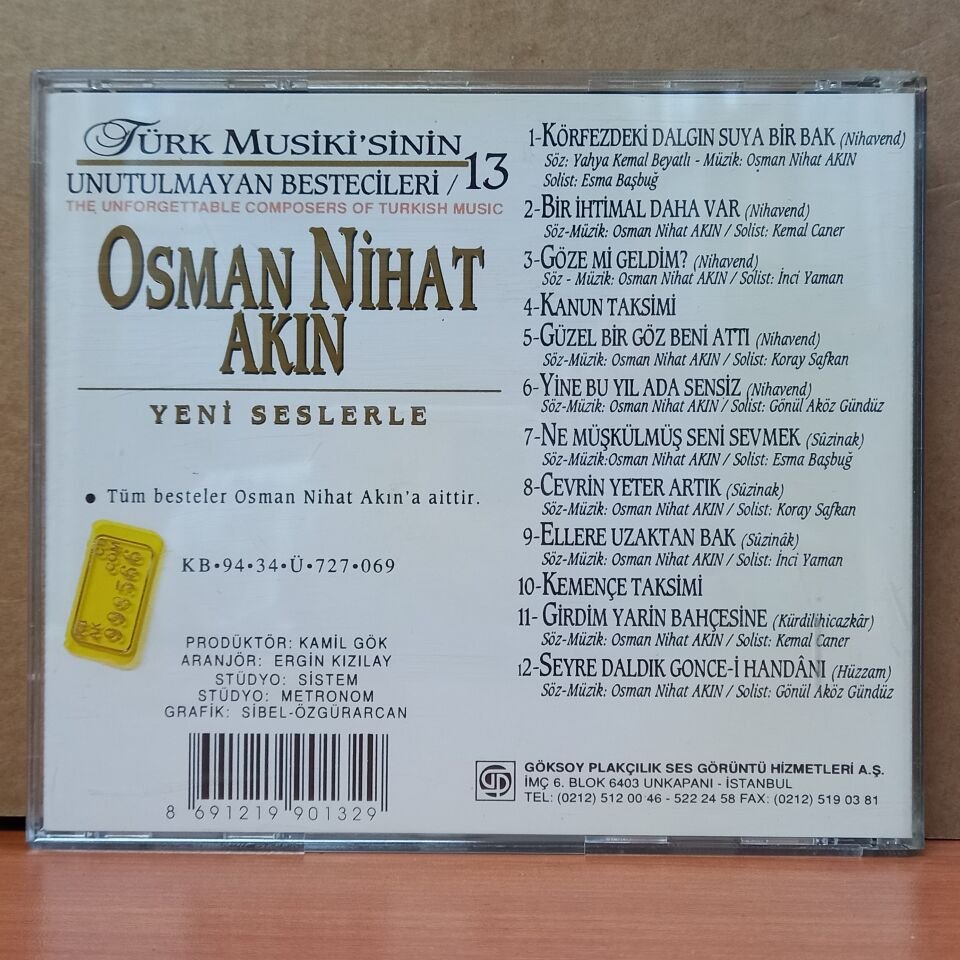 TÜRK MUSIKI'SININ
UNUTULMAYAN BESTECİLERİ / 13
THE UNFORGETTABLE COMPOSERS OF TURKISH MUSIC
OSMAN NİHAT
AKIN
YENİ SESLERLE
● Tüm besteler Osman Nihat Akın'a aittir.
KB•94•34•Ü•727•069
998566
PRODÜKTÖR: KAMİL GÖK
ARANJÖR: ERGİN KIZILAY
STÜDYO: SİSTEM
STÜDYO: METRONOM
GRAFİK: SİBEL-ÖZGÜRARCAN
8 691219 901329
1-KÖRFEZDEKİ DALGIN SUYA BİR BAK (Nihavend)
Söz: Yahya Kemal Beyatlı - Müzik: Osman Nihat AKIN
Solist: Esma Başbuğ
2-BİR İHTİMAL DAHA VAR (Nihavend)
Söz-Müzik: Osman Nihat AKIN / Solist: Kemal Caner
3-GÖZE Mİ GELDİM? (Nihavend)
Söz - Müzik: Osman Nihat AKIN / Solist: İnci Yaman
4-KANUN TAKSİMİ
5-GÜZEL BİR GÖZ BENİ ATTI (Nihavend)
Söz-Müzik: Osman Nihat AKIN / Solist: Koray Safkan
6-YİNE BU YIL ADA SENSİZ (Nihavend)
Söz-Müzik: Osman Nihat AKIN / Solist: Gönül Aköz Gündüz
7-NE MÜŞKÜLMÜŞ SENİ SEVMEK (Sûzinak)
Söz-Müzik:Osman Nihat AKIN / Solist: Esma Başbuğ
8-CEVRİN YETER ARTIK (Sûzinak)
Söz-Müzik: Osman Nihat AKIN / Solist: Koray Safkan
9-ELLERE UZAKTAN BAK (Sûzinâk)
Söz-Müzik: Osman Nihat AKIN / Solist: İnci Yaman
10-KEMENÇE TAKSİMİ
11- GİRDİM YARİN BAHÇESİNE (Kürdilihicazkâr)
Söz-Müzik: Osman Nihat AKIN / Solist: Kemal Caner
12-SEYRE DALDIK GONCE-İ HANDÂNI (Hüzzam)
Söz-Müzik: Osman Nihat AKIN / Solist: Gönül Aköz Gündüz
GÖKSOY PLAKÇILIK SES GÖRÜNTÜ HİZMETLERİ A.Ş.
İMÇ 6. BLOK 6403 UNKAPANI - İSTANBUL
TEL: (0212) 512 00 46 - 522 24 58 FAX: (0212) 519 03 81